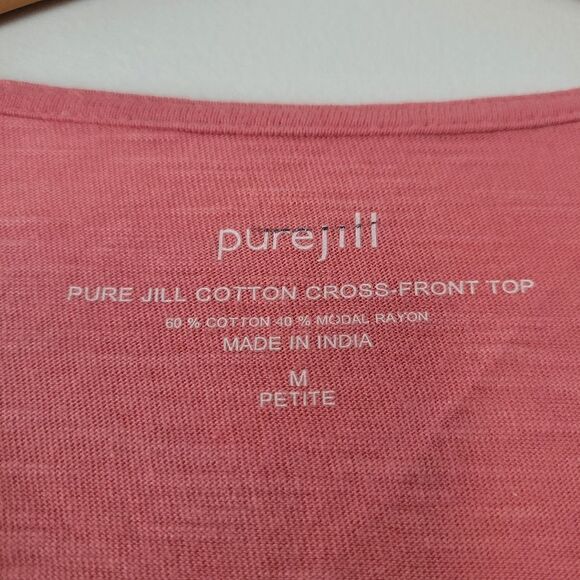 purejill
PURE JILL COTTON CROSS-FRONT TOP
60 % COTTON 40 % MODAL RAYON
MADE IN INDIA
M
PETITE